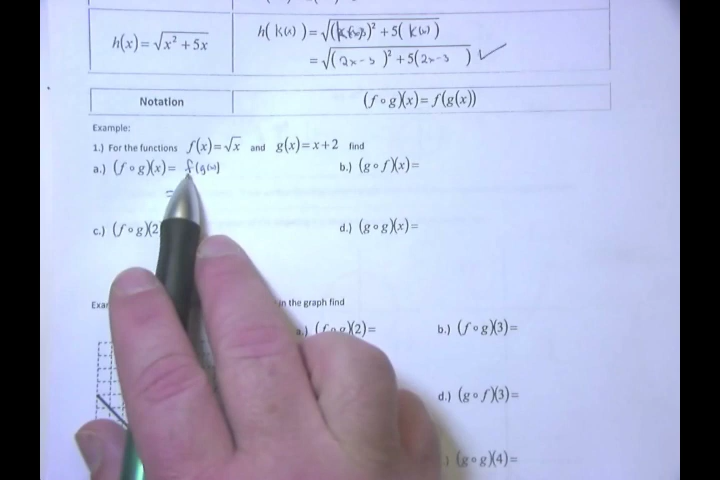 h(x) = √(x² + 5x)
h( k(x) ) = √((k(x))² + 5( k(x) ))
= √((2x-3 )² + 5(2x-3 )) ✓
Notation (f ∘ g)(x) = f(g(x))
Example:
1.) For the functions f(x) = √x and g(x) = x + 2 find
a.) (f ∘ g)(x) = f(g(x)) b.) (g ∘ f)(x) =
=
c.) (f ∘ g)(2 d.) (g ∘ g)(x) =
in the graph find
a.) (f ∘ g)(2) = b.) (f ∘ g)(3) =
d.) (g ∘ f)(3) =
) (g ∘ g)(4) =